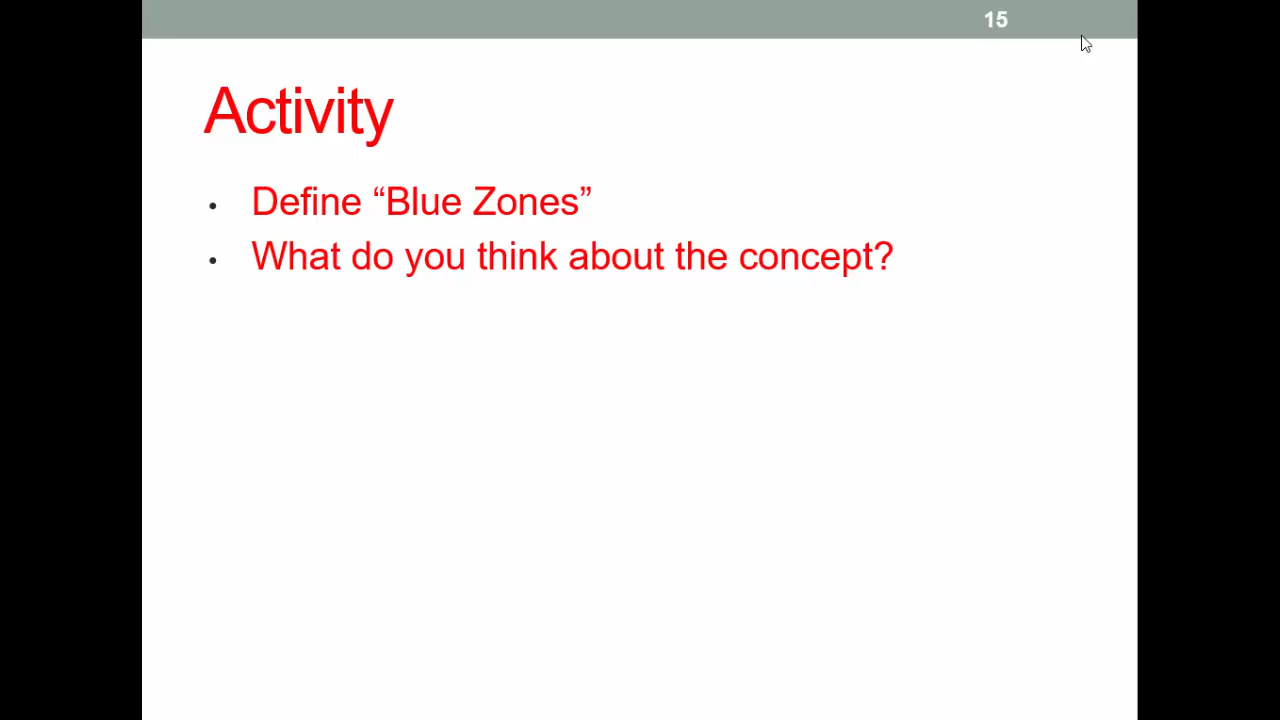 15
Activity
• Define “Blue Zones”
• What do you think about the concept?